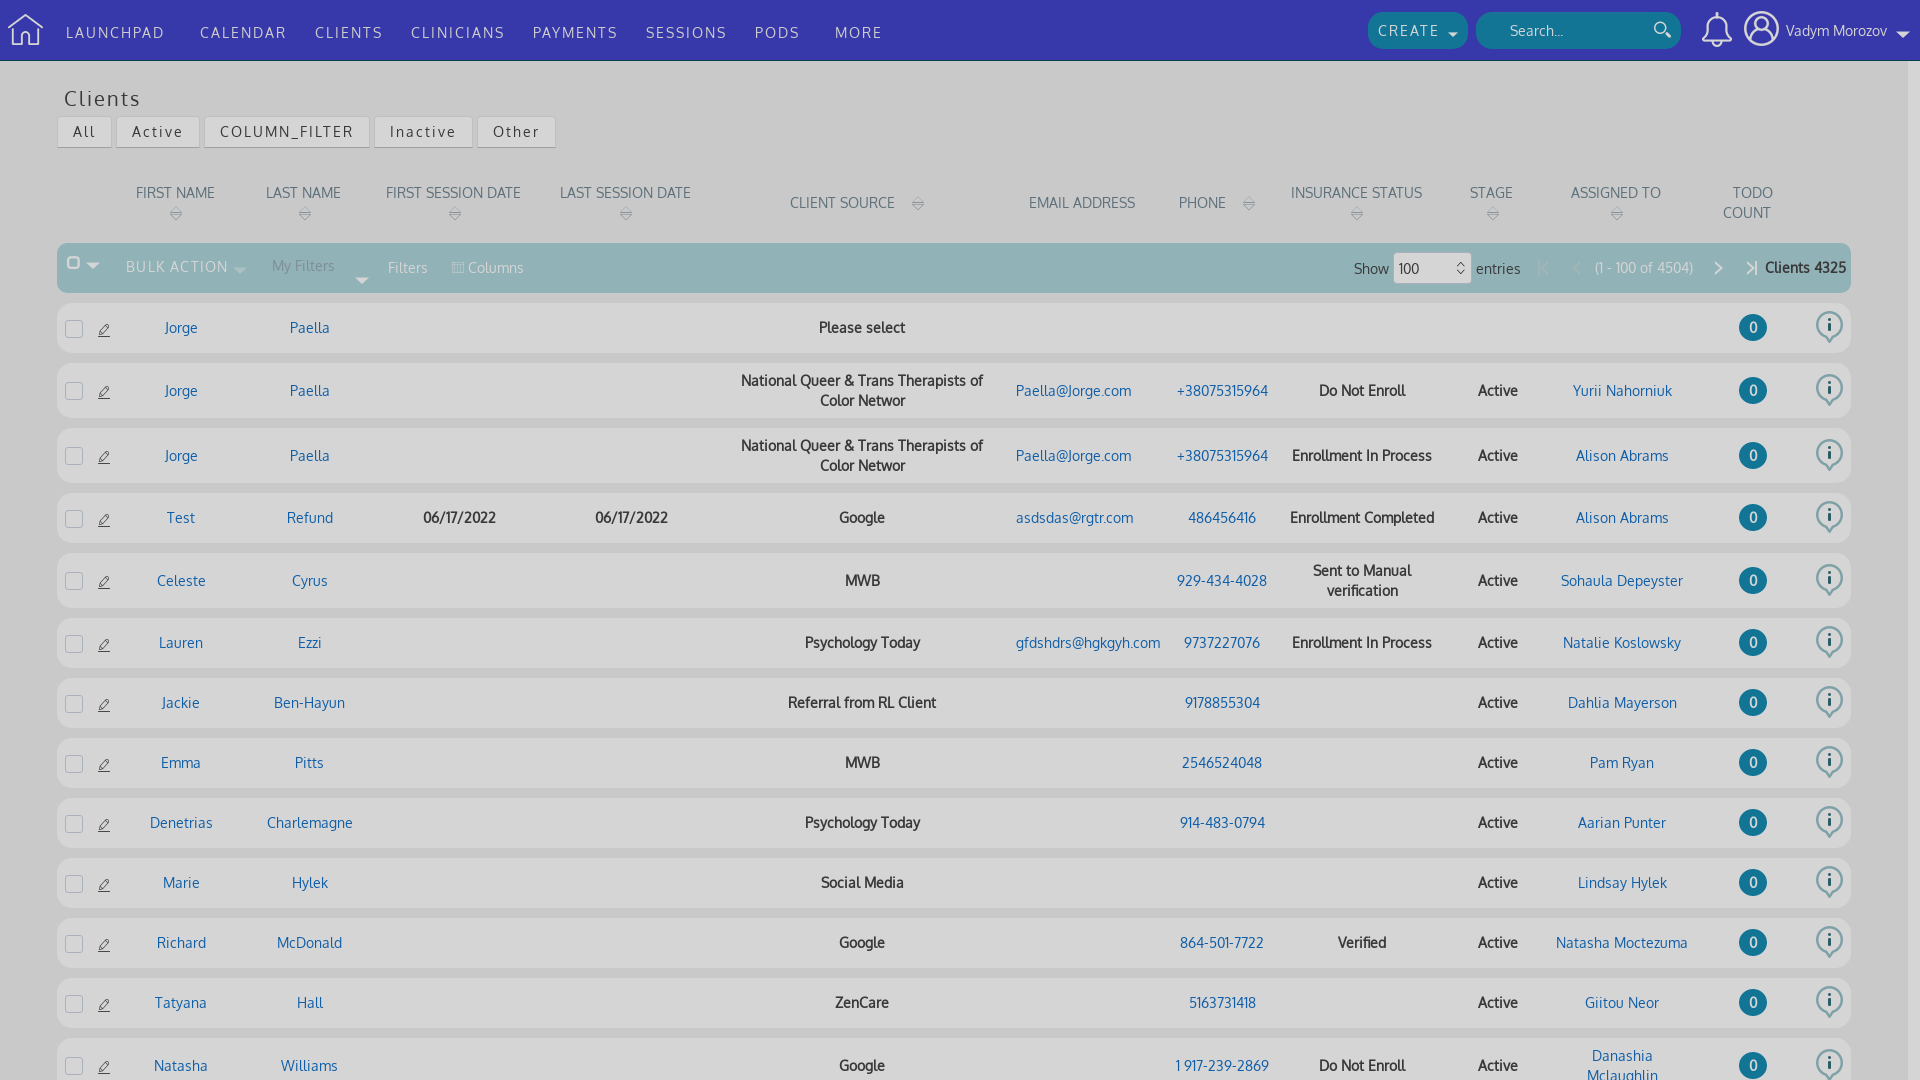 LAUNCHPAD CALENDAR CLIENTS CLINICIANS PAYMENTS SESSIONS PODS MORE CREATE Search... Vadym Morozov
Clients
All Active COLUMN_FILTER Inactive Other
FIRST NAME LAST NAME FIRST SESSION DATE LAST SESSION DATE CLIENT SOURCE EMAIL ADDRESS PHONE INSURANCE STATUS STAGE ASSIGNED TO TODO
COUNT
BULK ACTION My Filters Filters Columns Show 100 entries (1 - 100 of 4504) Clients 4325
Jorge Paella Please select 0
Jorge Paella National Queer & Trans Therapists of
Color Networ Paella@Jorge.com +38075315964 Do Not Enroll Active Yurii Nahorniuk 0
Jorge Paella National Queer & Trans Therapists of
Color Networ Paella@Jorge.com +38075315964 Enrollment In Process Active Alison Abrams 0
Test Refund 06/17/2022 06/17/2022 Google asdsdas@rgtr.com 486456416 Enrollment Completed Active Alison Abrams 0
Celeste Cyrus MWB 929-434-4028 Sent to Manual
verification Active Sohaula Depeyster 0
Lauren Ezzi Psychology Today gfdshdrs@hgkgyh.com 9737227076 Enrollment In Process Active Natalie Koslowsky 0
Jackie Ben-Hayun Referral from RL Client 9178855304 Active Dahlia Mayerson 0
Emma Pitts MWB 2546524048 Active Pam Ryan 0
Denetrias Charlemagne Psychology Today 914-483-0794 Active Aarian Punter 0
Marie Hylek Social Media Active Lindsay Hylek 0
Richard McDonald Google 864-501-7722 Verified Active Natasha Moctezuma 0
Tatyana Hall ZenCare 5163731418 Active Giitou Neor 0
Natasha Williams Google 1 917-239-2869 Do Not Enroll Active Danashia
Mclaughlin 0